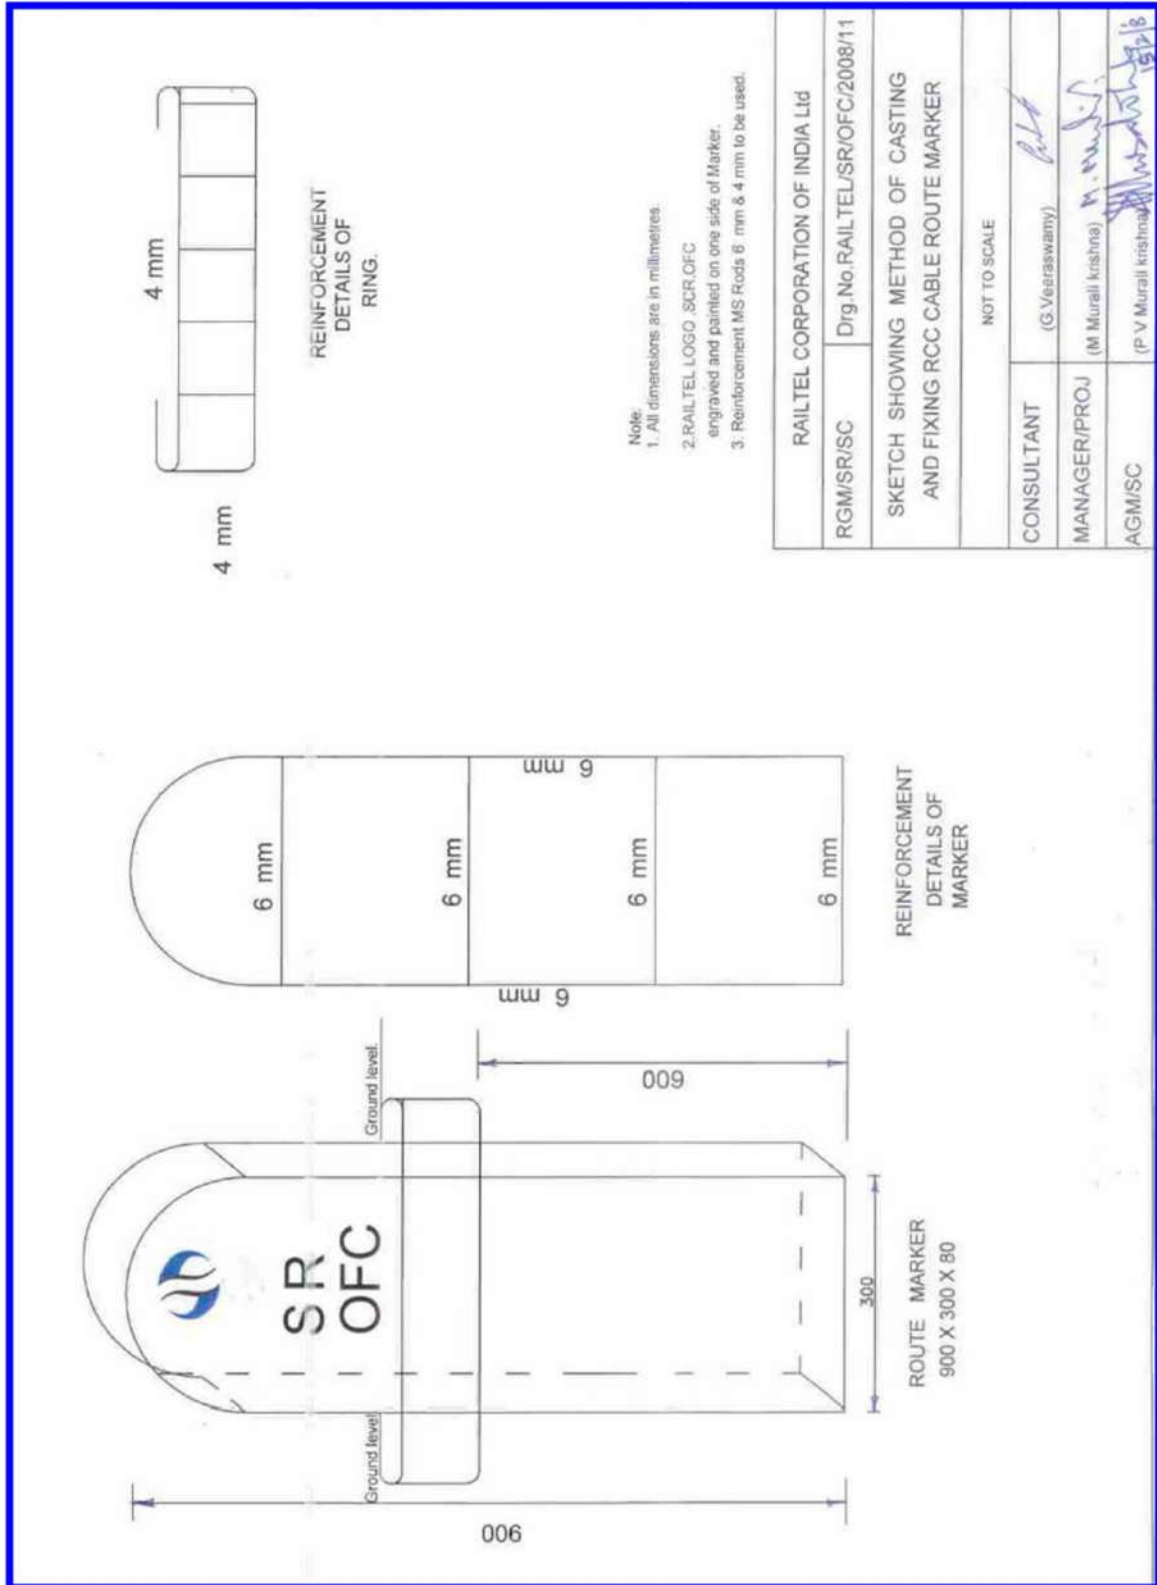 4 mm
4 mm
REINFORCEMENT
DETAILS OF
RING.
Note:
1. All dimensions are in millimetres.
2.RAILTEL LOGO .SCR.OFC
engraved and painted on one side of Marker.
3. Reinforcement MS Rods 6 mm & 4 mm to be used.
RAILTEL CORPORATION OF INDIA Ltd
RGM/SR/SC
Drg.No.RAILTEL/SR/OFC/2008/11
SKETCH SHOWING METHOD OF CASTING
AND FIXING RCC CABLE ROUTE MARKER
NOT TO SCALE
CONSULTANT
(G.Veeraswamy)
MANAGER/PROJ
(M Murali krishna)
AGM/SC
(P V Murali krishna)
6 mm
6 mm
6 mm
6 mm
6 mm
6 mm
REINFORCEMENT
DETAILS OF
MARKER
Ground level.
Ground level
SR
OFC
600
300
900
ROUTE MARKER
900 X 300 X 80